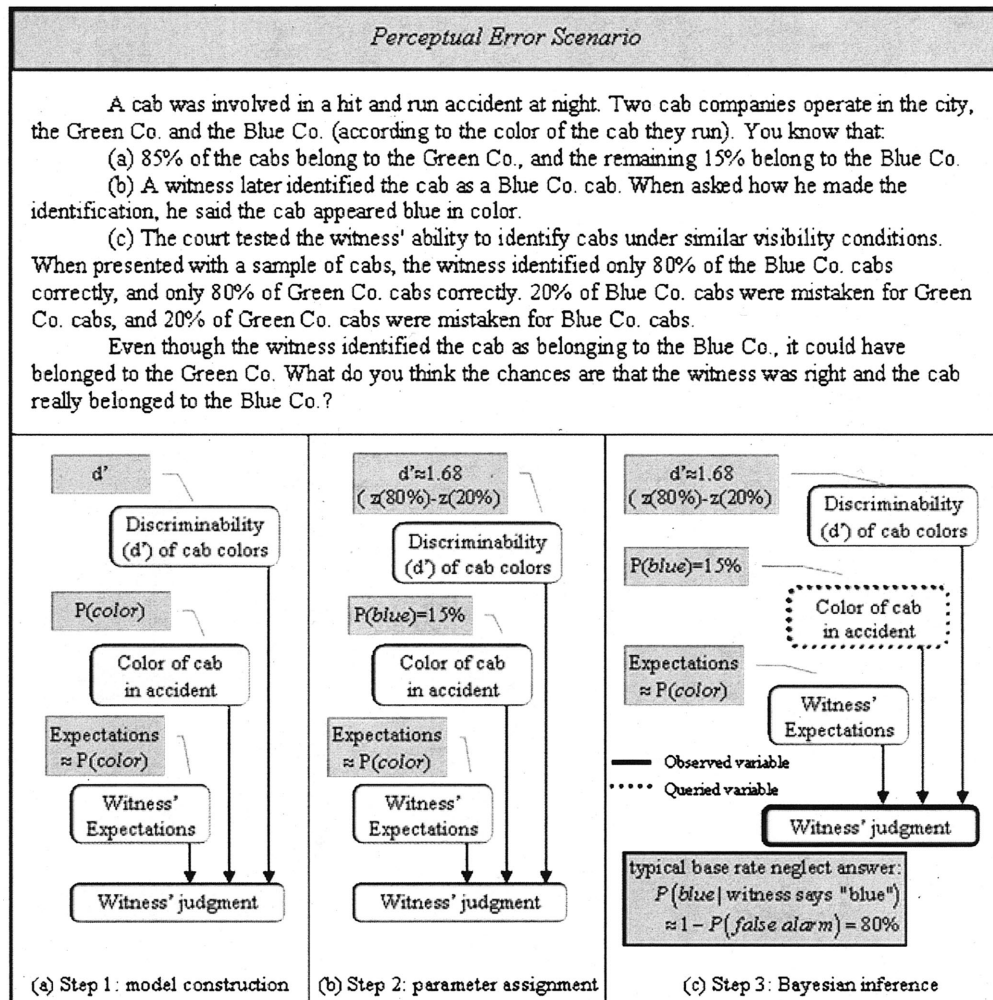 Perceptual Error Scenario
A cab was involved in a hit and run accident at night. Two cab companies operate in the city,
the Green Co. and the Blue Co. (according to the color of the cab they run). You know that:
(a) 85% of the cabs belong to the Green Co., and the remaining 15% belong to the Blue Co.
(b) A witness later identified the cab as a Blue Co. cab. When asked how he made the
identification, he said the cab appeared blue in color.
(c) The court tested the witness' ability to identify cabs under similar visibility conditions.
When presented with a sample of cabs, the witness identified only 80% of the Blue Co. cabs
correctly, and only 80% of Green Co. cabs correctly. 20% of Blue Co. cabs were mistaken for Green
Co. cabs, and 20% of Green Co. cabs were mistaken for Blue Co. cabs.
Even though the witness identified the cab as belonging to the Blue Co., it could have
belonged to the Green Co. What do you think the chances are that the witness was right and the cab
really belonged to the Blue Co.?
d'
Discriminability
(d') of cab colors
P(color)
Color of cab
in accident
Expectations
≈ P(color)
Witness'
Expectations
Witness' judgment
(a) Step 1: model construction
d'≈1.68
( z(80%)-z(20%)
Discriminability
(d') of cab colors
P(blue)=15%
Color of cab
in accident
Expectations
≈ P(color)
Witness'
Expectations
Witness' judgment
(b) Step 2: parameter assignment
d'≈1.68
( z(80%)-z(20%)
Discriminability
(d') of cab colors
P(blue)=15%
Color of cab
in accident
Expectations
≈ P(color)
Witness'
Expectations
Observed variable
Queried variable
Witness' judgment
typical base rate neglect answer:
P(blue| witness says "blue")
≈1− P(false alarm) = 80%
(c) Step 3: Bayesian inference